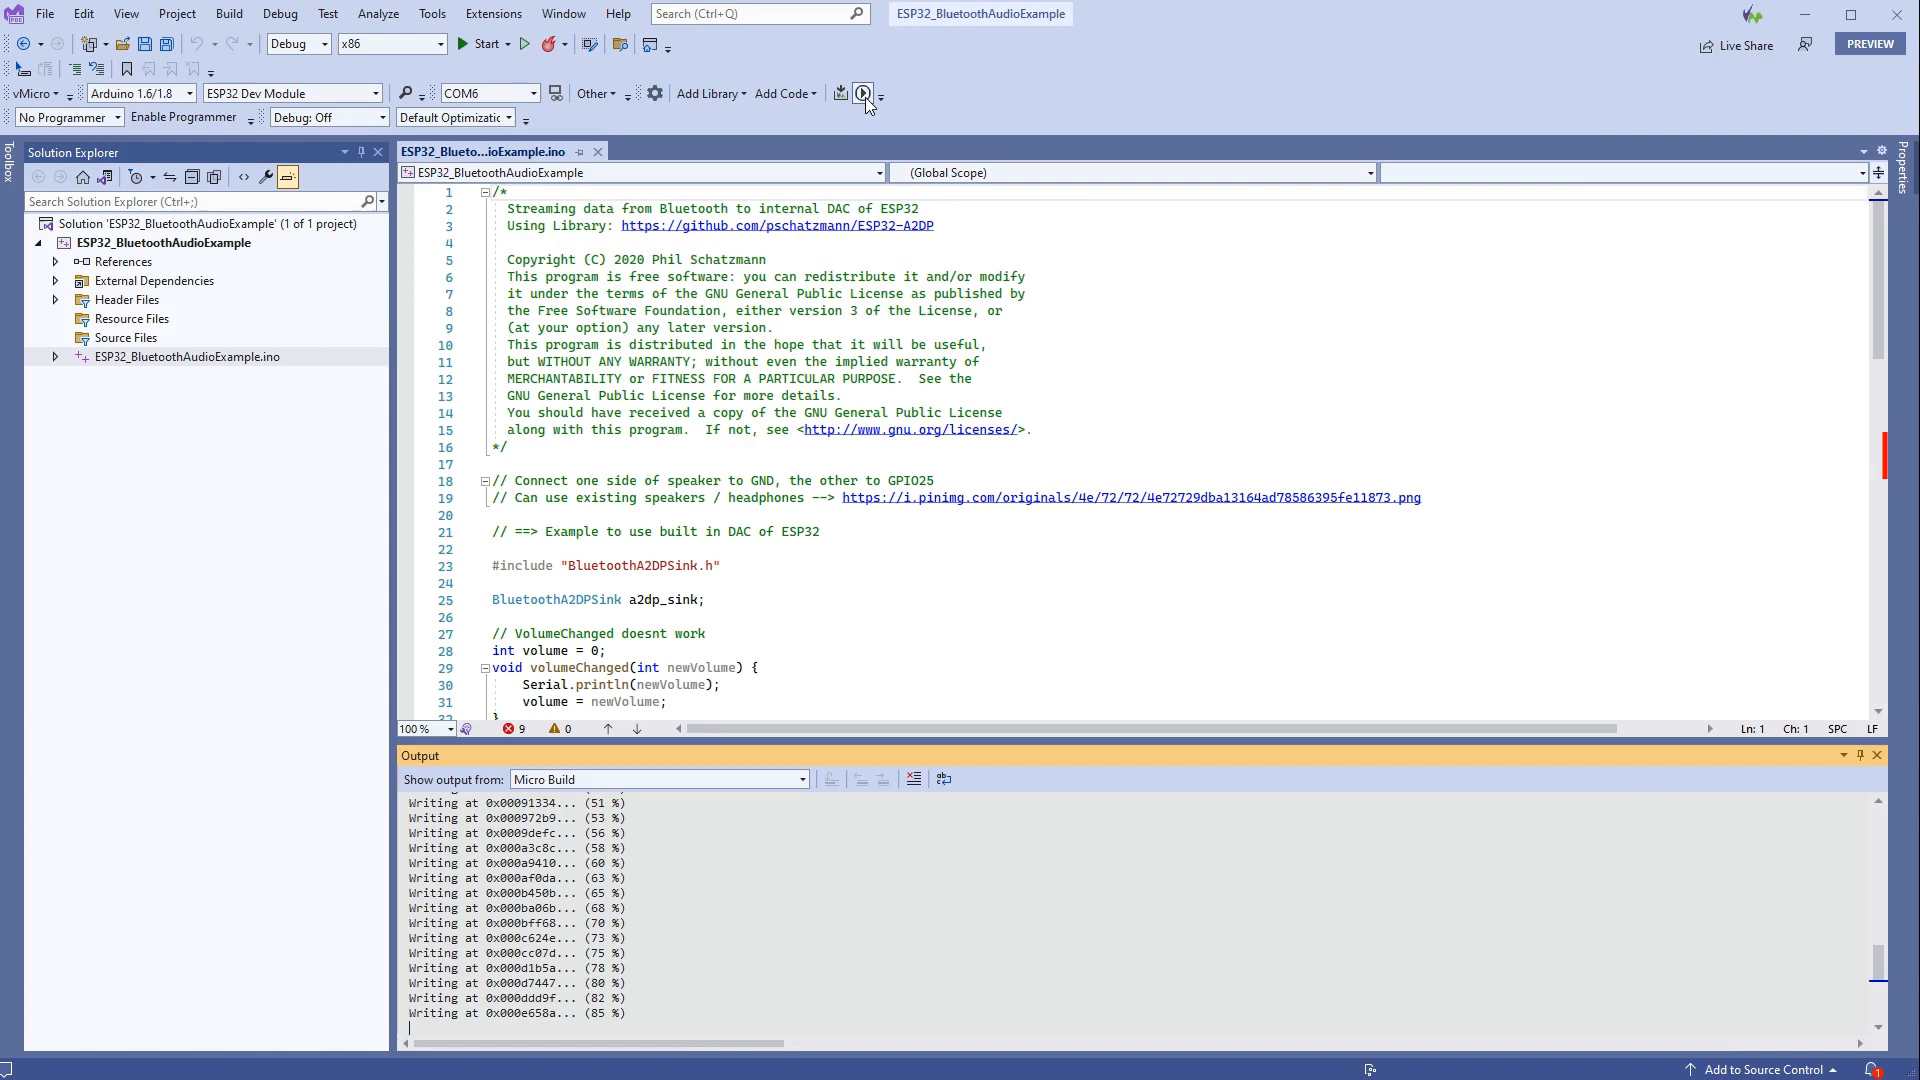 File Edit View Project Build Debug Test Analyze Tools Extensions Window Help Search (Ctrl+Q) ESP32_BluetoothAudioExample
Debug x86 Start Live Share PREVIEW
vMicro Arduino 1.6/1.8 ESP32 Dev Module COM6 Other Add Library Add Code
No Programmer Enable Programmer Debug: Off Default Optimizatic
Toolbox
Solution Explorer
Search Solution Explorer (Ctrl+;)
Solution 'ESP32_BluetoothAudioExample' (1 of 1 project)
ESP32_BluetoothAudioExample
References
External Dependencies
Header Files
Resource Files
Source Files
ESP32_BluetoothAudioExample.ino
ESP32_Blueto...ioExample.ino
ESP32_BluetoothAudioExample (Global Scope)
Properties
1 /*
2 Streaming data from Bluetooth to internal DAC of ESP32
3 Using Library: https://github.com/pschatzmann/ESP32-A2DP
4
5 Copyright (C) 2020 Phil Schatzmann
6 This program is free software: you can redistribute it and/or modify
7 it under the terms of the GNU General Public License as published by
8 the Free Software Foundation, either version 3 of the License, or
9 (at your option) any later version.
10 This program is distributed in the hope that it will be useful,
11 but WITHOUT ANY WARRANTY; without even the implied warranty of
12 MERCHANTABILITY or FITNESS FOR A PARTICULAR PURPOSE. See the
13 GNU General Public License for more details.
14 You should have received a copy of the GNU General Public License
15 along with this program. If not, see <http://www.gnu.org/licenses/>.
16 */
17
18 // Connect one side of speaker to GND, the other to GPIO25
19 // Can use existing speakers / headphones --> https://i.pinimg.com/originals/4e/72/72/4e72729dba13164ad78586395fe11873.png
20
21 // ==> Example to use built in DAC of ESP32
22
23 #include "BluetoothA2DPSink.h"
24
25 BluetoothA2DPSink a2dp_sink;
26
27 // VolumeChanged doesnt work
28 int volume = 0;
29 void volumeChanged(int newVolume) {
30 Serial.println(newVolume);
31 volume = newVolume;
32 }
100 % 9 0 Ln: 1 Ch: 1 SPC LF
Output
Show output from: Micro Build
Writing at 0x00091334... (51 %)
Writing at 0x000972b9... (53 %)
Writing at 0x0009defc... (56 %)
Writing at 0x000a3c8c... (58 %)
Writing at 0x000a9410... (60 %)
Writing at 0x000af0da... (63 %)
Writing at 0x000b450b... (65 %)
Writing at 0x000ba06b... (68 %)
Writing at 0x000bff68... (70 %)
Writing at 0x000c624e... (73 %)
Writing at 0x000cc07d... (75 %)
Writing at 0x000d1b5a... (78 %)
Writing at 0x000d7447... (80 %)
Writing at 0x000ddd9f... (82 %)
Writing at 0x000e658a... (85 %)
Add to Source Control 1